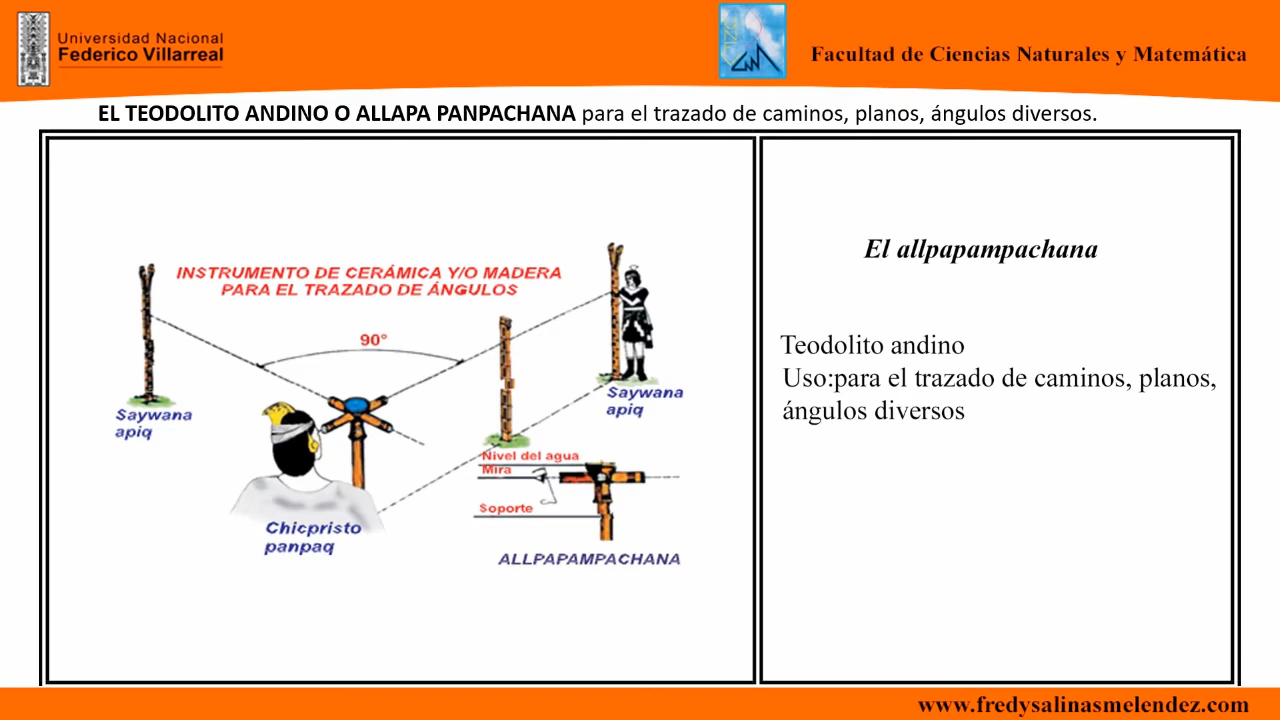 Universidad Nacional
Federico Villarreal
Facultad de Ciencias Naturales y Matemática
EL TEODOLITO ANDINO O ALLAPA PANPACHANA para el trazado de caminos, planos, ángulos diversos.
INSTRUMENTO DE CERÁMICA Y/O MADERA
PARA EL TRAZADO DE ÁNGULOS
90°
Saywana
apiq
Saywana
apiq
Nivel del agua
Mira
Soporte
Chicpristo
panpaq
ALLPAPAMPACHANA
El allpapampachana
Teodolito andino
Uso:para el trazado de caminos, planos,
ángulos diversos
www.fredysalinasmelendez.com